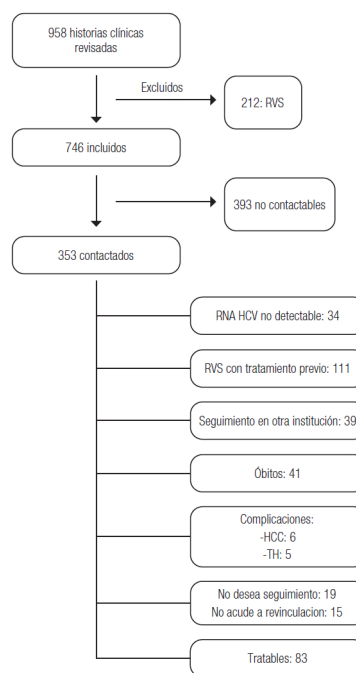 958 historias clínicas
revisadas
Excluidos
212: RVS
746 incluidos
393 no contactables
353 contactados
RNA HCV no detectable: 34
RVS con tratamiento previo: 111
Seguimiento en otra institución: 39
Óbitos: 41
Complicaciones:
-HCC: 6
-TH: 5
No desea seguimiento: 19
No acude a revinculacion: 15
Tratables: 83